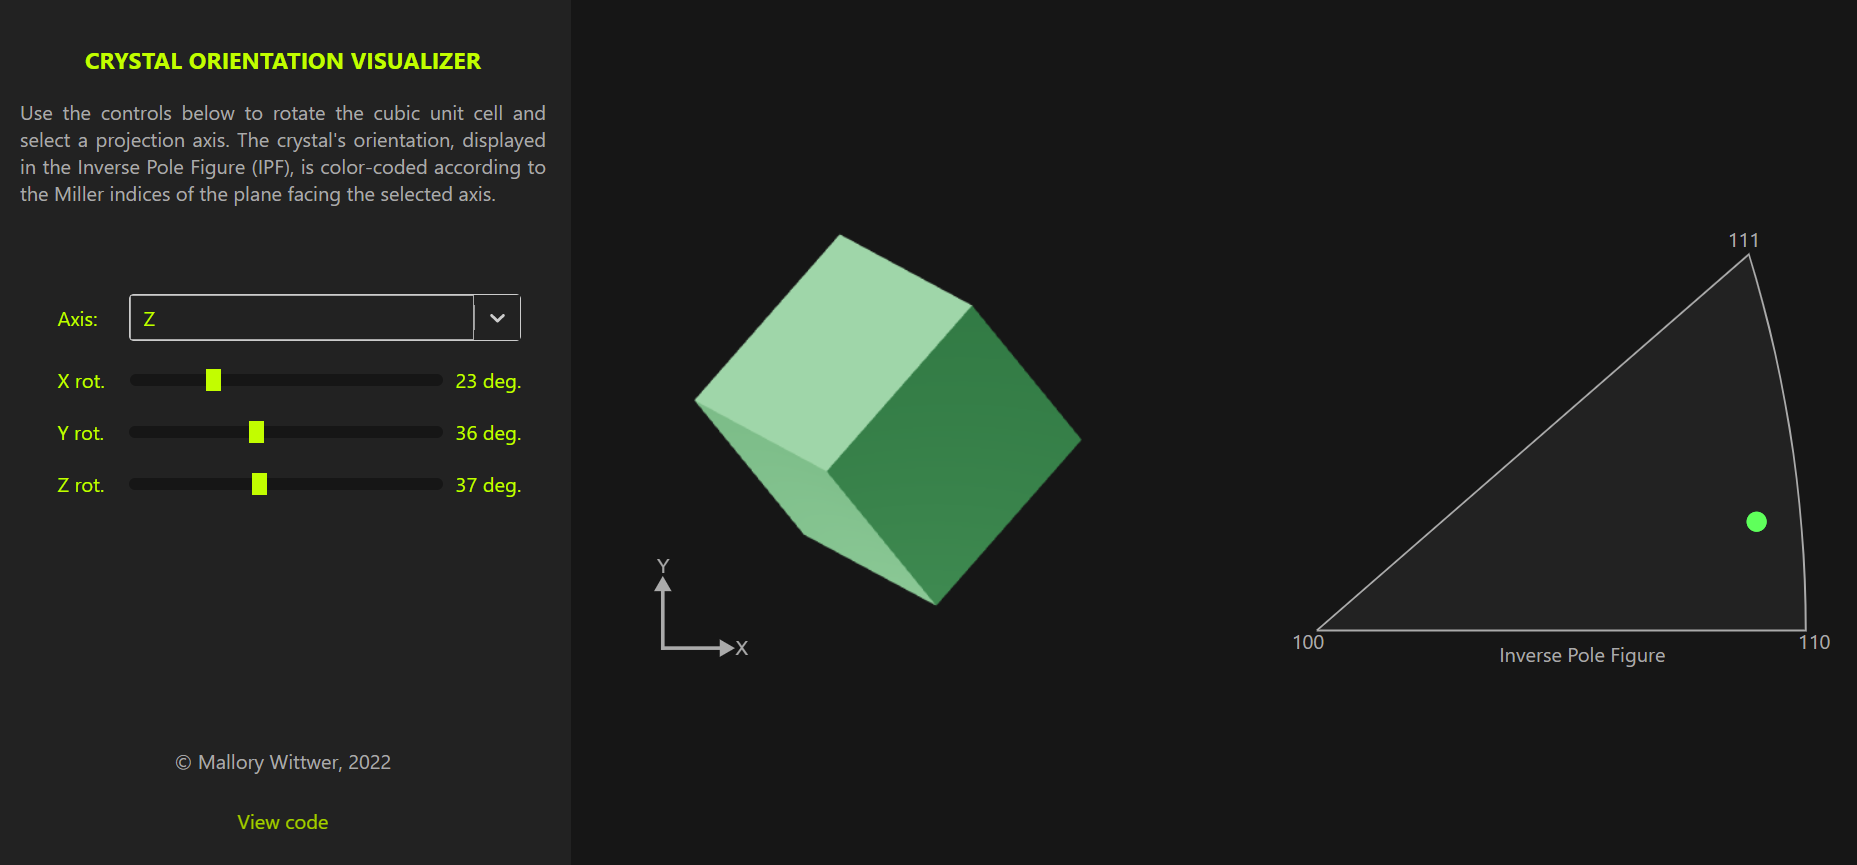 CRYSTAL ORIENTATION VISUALIZER
Use the controls below to rotate the cubic unit cell and
select a projection axis. The crystal's orientation, displayed
in the Inverse Pole Figure (IPF), is color-coded according to
the Miller indices of the plane facing the selected axis.
Axis: Z
X rot. 23 deg.
Y rot. 36 deg.
Z rot. 37 deg.
© Mallory Wittwer, 2022
View code
Y
X
111
100
110
Inverse Pole Figure